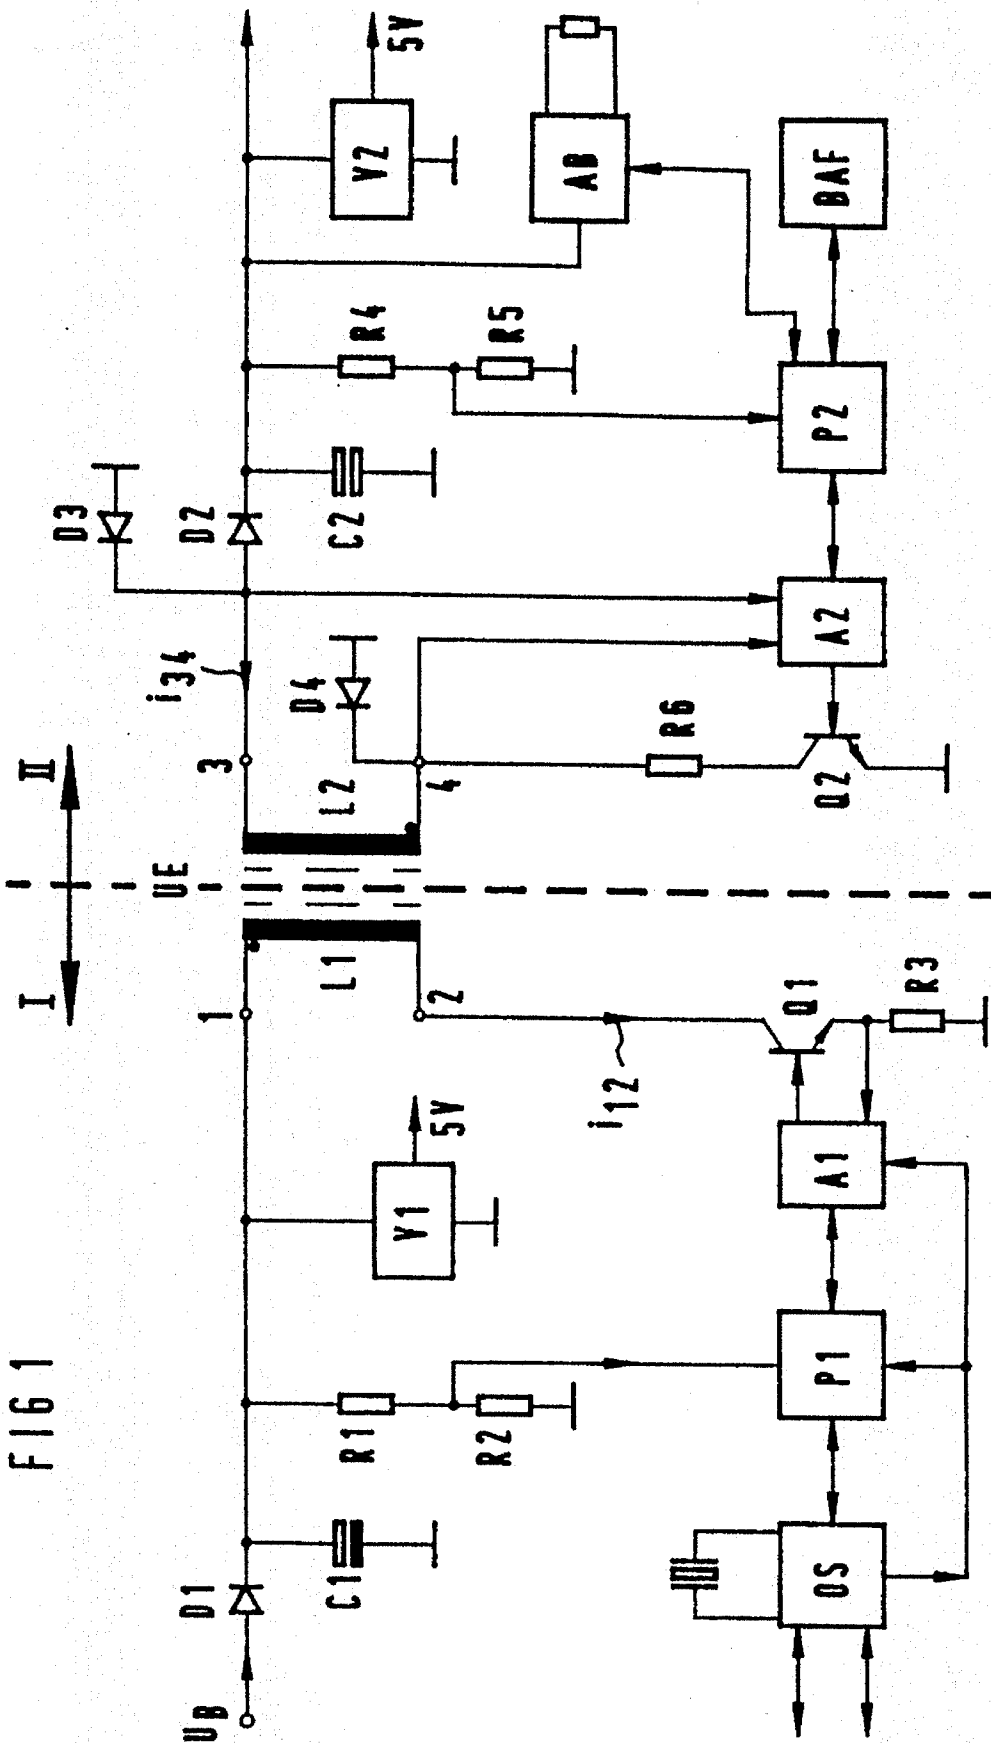 FIG 1
I
II
UE
D3
UB
D1
1
3
i34
D2
C1
R1
R2
V1
5V
L1
2
L2
D4
4
C2
R4
R5
V2
5V
AB
i12
R6
OS
P1
A1
Q1
R3
Q2
A2
P2
BAF